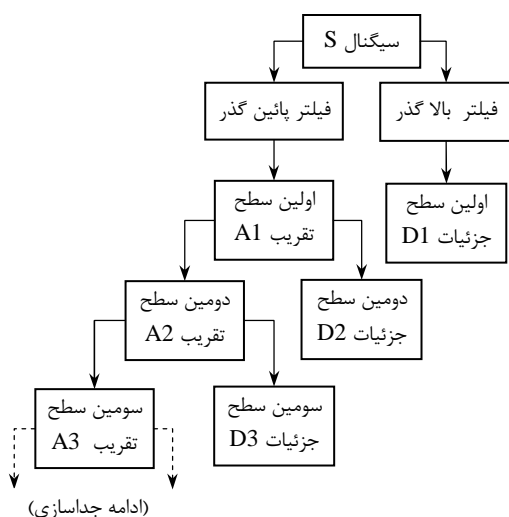 سیگنال S
فیلتر بالا گذر
فیلتر پائین گذر
اولین سطح
جزئیات D1
اولین سطح
تقریب A1
دومین سطح
جزئیات D2
دومین سطح
تقریب A2
سومین سطح
جزئیات D3
سومین سطح
تقریب A3
(ادامه جداسازی)